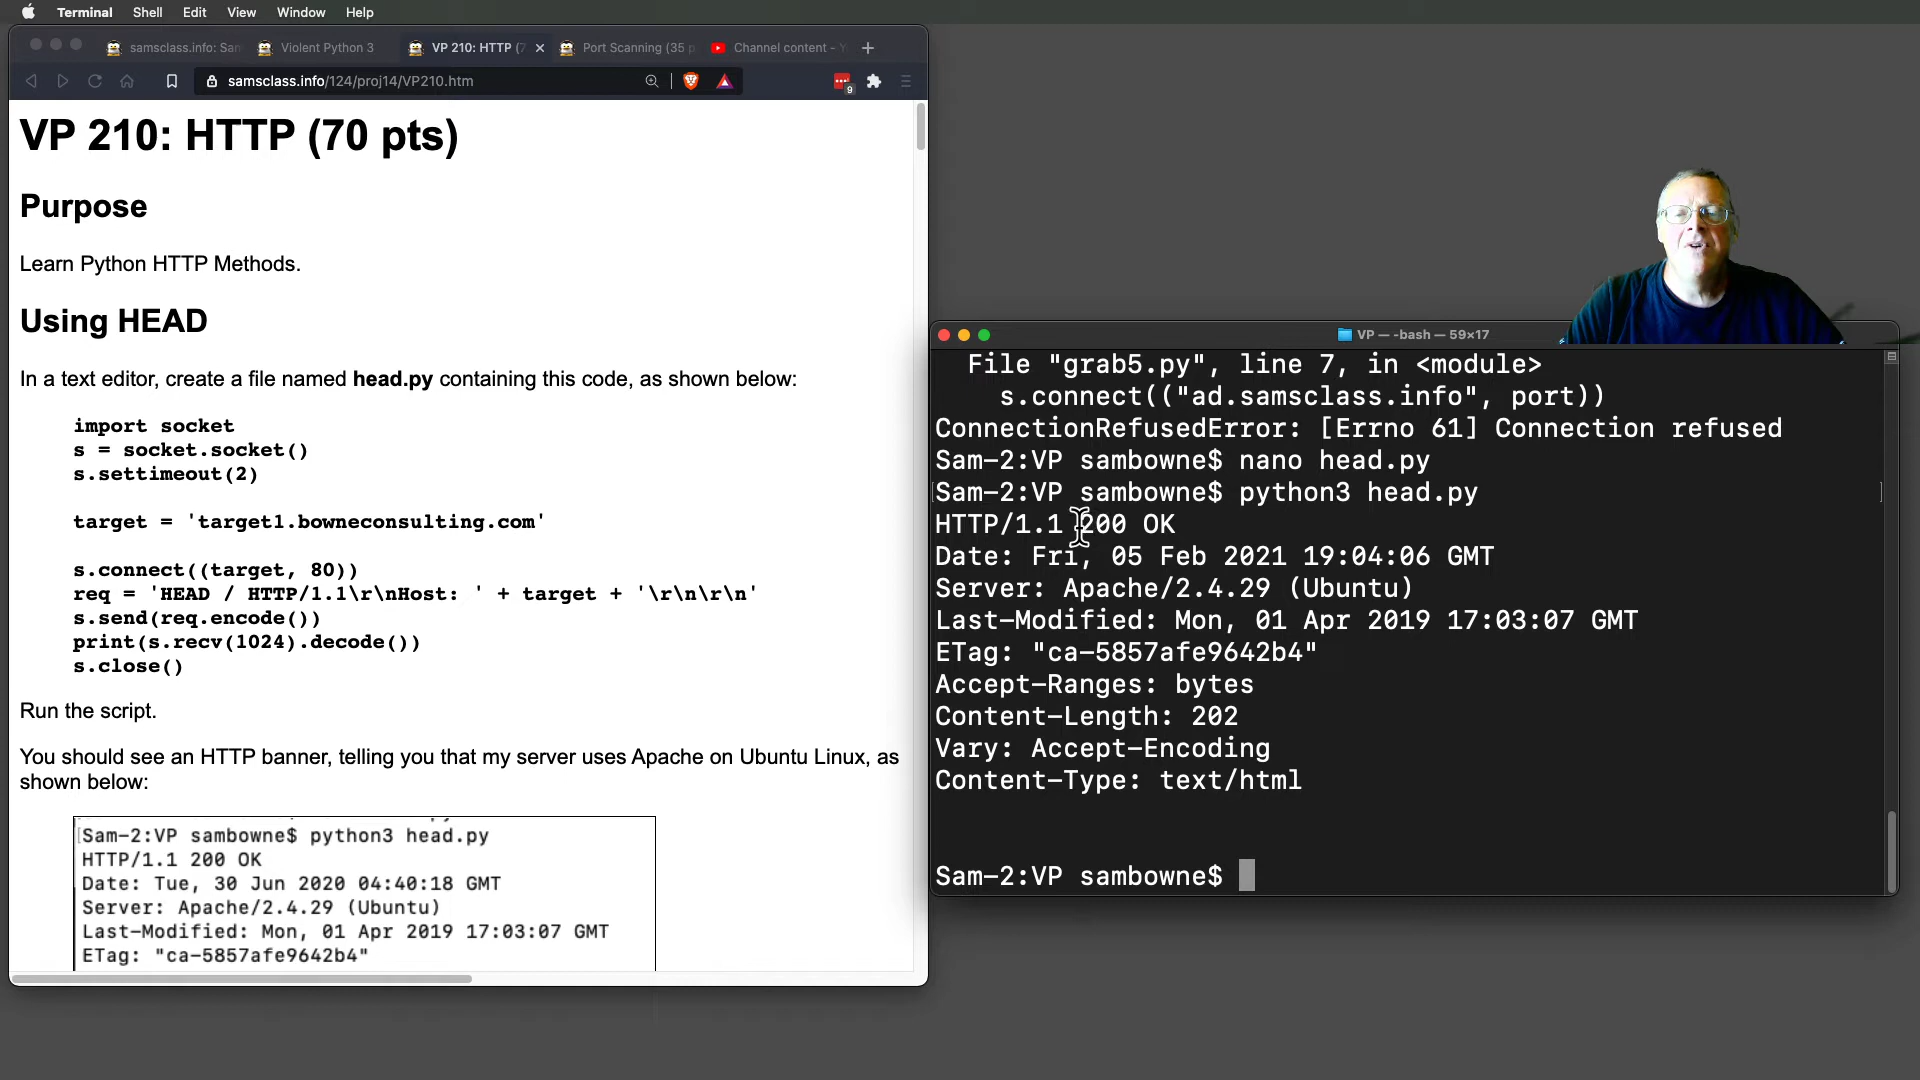 Terminal Shell Edit View Window Help
samsclass.info: Sam
Violent Python 3
VP 210: HTTP (7
Port Scanning (35 p
Channel content - Y
samsclass.info/124/proj14/VP210.htm
9
VP 210: HTTP (70 pts)
Purpose
Learn Python HTTP Methods.
Using HEAD
In a text editor, create a file named head.py containing this code, as shown below:
import socket
s = socket.socket()
s.settimeout(2)
target = 'target1.bowneconsulting.com'
s.connect((target, 80))
req = 'HEAD / HTTP/1.1\r\nHost: ' + target + '\r\n\r\n'
s.send(req.encode())
print(s.recv(1024).decode())
s.close()
Run the script.
You should see an HTTP banner, telling you that my server uses Apache on Ubuntu Linux, as
shown below:
[Sam-2:VP sambowne$ python3 head.py
HTTP/1.1 200 OK
Date: Tue, 30 Jun 2020 04:40:18 GMT
Server: Apache/2.4.29 (Ubuntu)
Last-Modified: Mon, 01 Apr 2019 17:03:07 GMT
ETag: "ca-5857afe9642b4"
VP — -bash — 59×17
File "grab5.py", line 7, in <module>
s.connect(("ad.samsclass.info", port))
ConnectionRefusedError: [Errno 61] Connection refused
Sam-2:VP sambowne$ nano head.py
[Sam-2:VP sambowne$ python3 head.py ]
HTTP/1.1 200 OK
Date: Fri, 05 Feb 2021 19:04:06 GMT
Server: Apache/2.4.29 (Ubuntu)
Last-Modified: Mon, 01 Apr 2019 17:03:07 GMT
ETag: "ca-5857afe9642b4"
Accept-Ranges: bytes
Content-Length: 202
Vary: Accept-Encoding
Content-Type: text/html
Sam-2:VP sambowne$